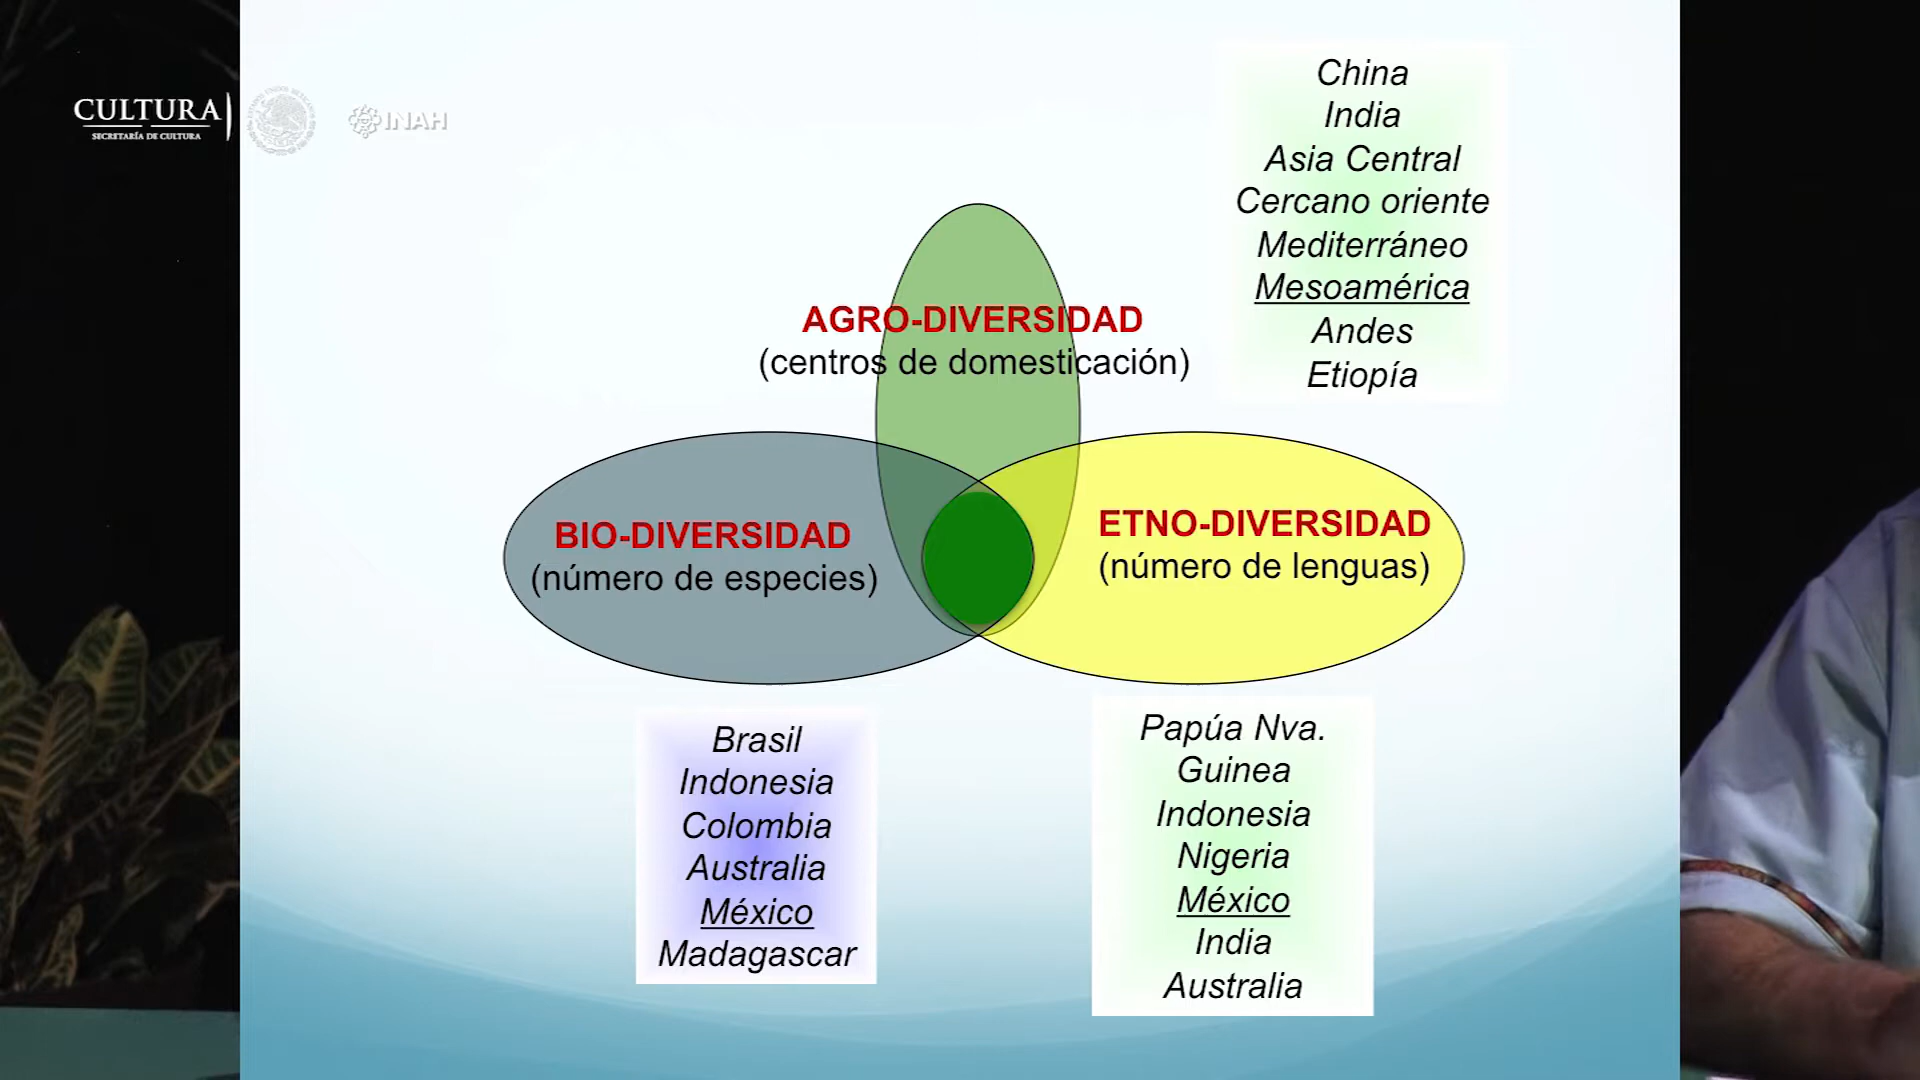 CULTURA
SECRETARÍA DE CULTURA
INAH
China
India
Asia Central
Cercano oriente
Mediterráneo
Mesoamérica
Andes
Etiopía
AGRO-DIVERSIDAD
(centros de domesticación)
BIO-DIVERSIDAD
(número de especies)
ETNO-DIVERSIDAD
(número de lenguas)
Brasil
Indonesia
Colombia
Australia
México
Madagascar
Papúa Nva.
Guinea
Indonesia
Nigeria
México
India
Australia